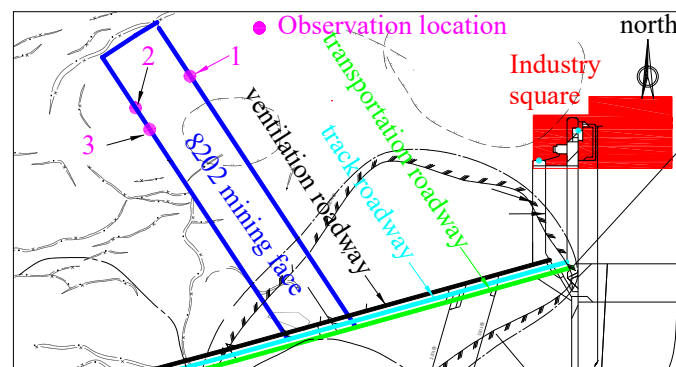 Observation location
north
1
2
3
Industry
square
transportation roadway
ventilation roadway
track roadway
8202 mining face